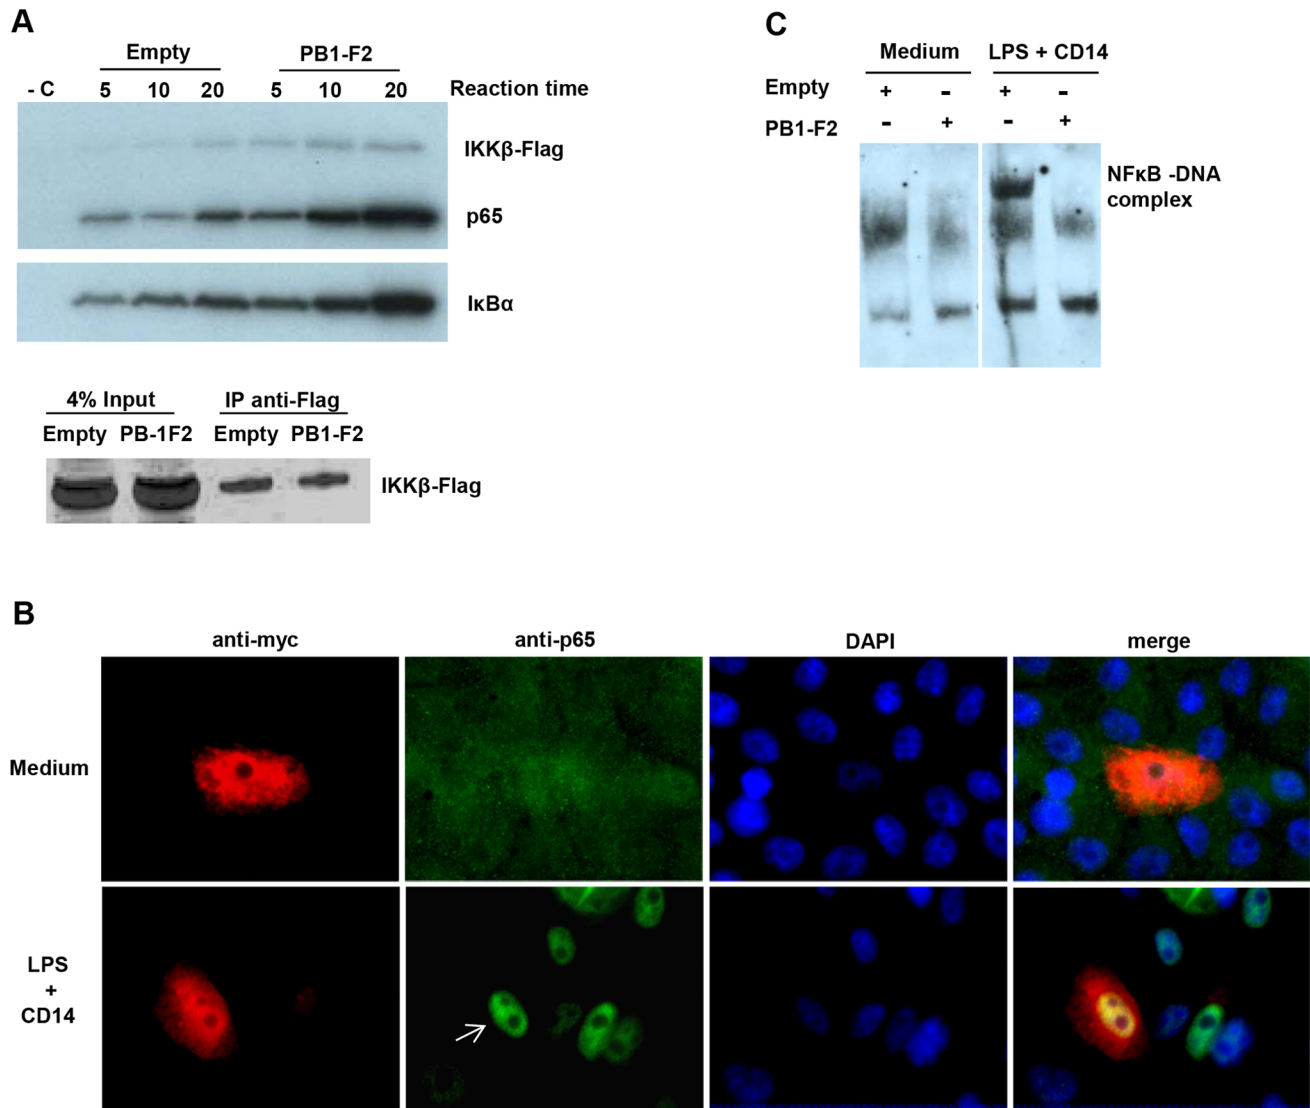 A
Empty PB1-F2
- C 5 10 20 5 10 20 Reaction time
IKKβ-Flag
p65
IκBα
4% Input IP anti-Flag
Empty PB-1F2 Empty PB1-F2
IKKβ-Flag
C
Medium LPS + CD14
Empty + - + -
PB1-F2 - + - +
NFκB -DNA
complex
B
anti-myc anti-p65 DAPI merge
Medium
LPS
+
CD14